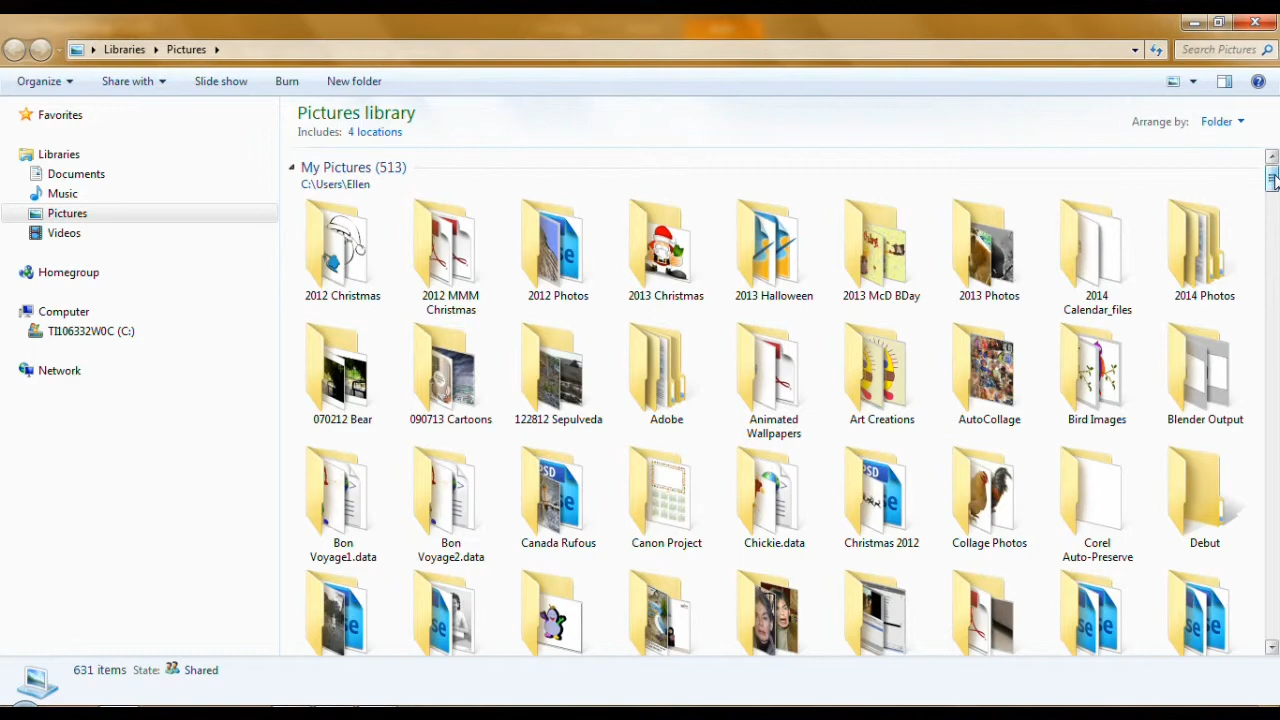 Libraries
Pictures
Search Pictures
Organize
Share with
Slide show
Burn
New folder
Favorites
Libraries
Documents
Music
Pictures
Videos
Homegroup
Computer
TI106332W0C (C:)
Network
Pictures library
Includes: 4 locations
Arrange by: Folder
My Pictures (513)
C:\Users\Ellen
2012 Christmas
2012 MMM
Christmas
2012 Photos
2013 Christmas
2013 Halloween
2013 McD BDay
2013 Photos
2014
Calendar_files
2014 Photos
070212 Bear
090713 Cartoons
122812 Sepulveda
Adobe
Animated
Wallpapers
Art Creations
AutoCollage
Bird Images
Blender Output
Bon
Voyage1.data
Bon
Voyage2.data
PSD
Canada Rufous
Canon Project
Chickie.data
PSD
Christmas 2012
Collage Photos
Corel
Auto-Preserve
Debut
631 items State: Shared